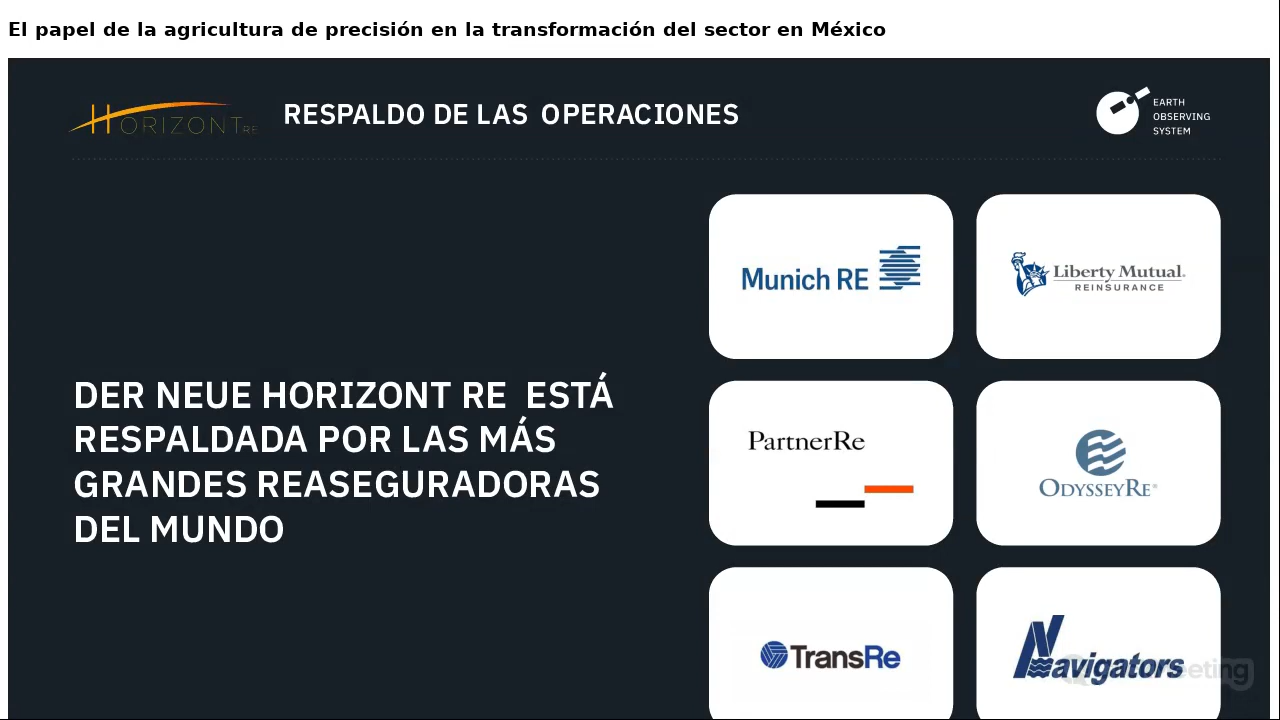 El papel de la agricultura de precisión en la transformación del sector en México
HORIZONT RE
RESPALDO DE LAS OPERACIONES
EARTH
OBSERVING
SYSTEM
Munich RE
Liberty Mutual
REINSURANCE
DER NEUE HORIZONT RE ESTÁ
RESPALDADA POR LAS MÁS
GRANDES REASEGURADORAS
DEL MUNDO
PartnerRe
ODYSSEYRE
TransRe
Navigators